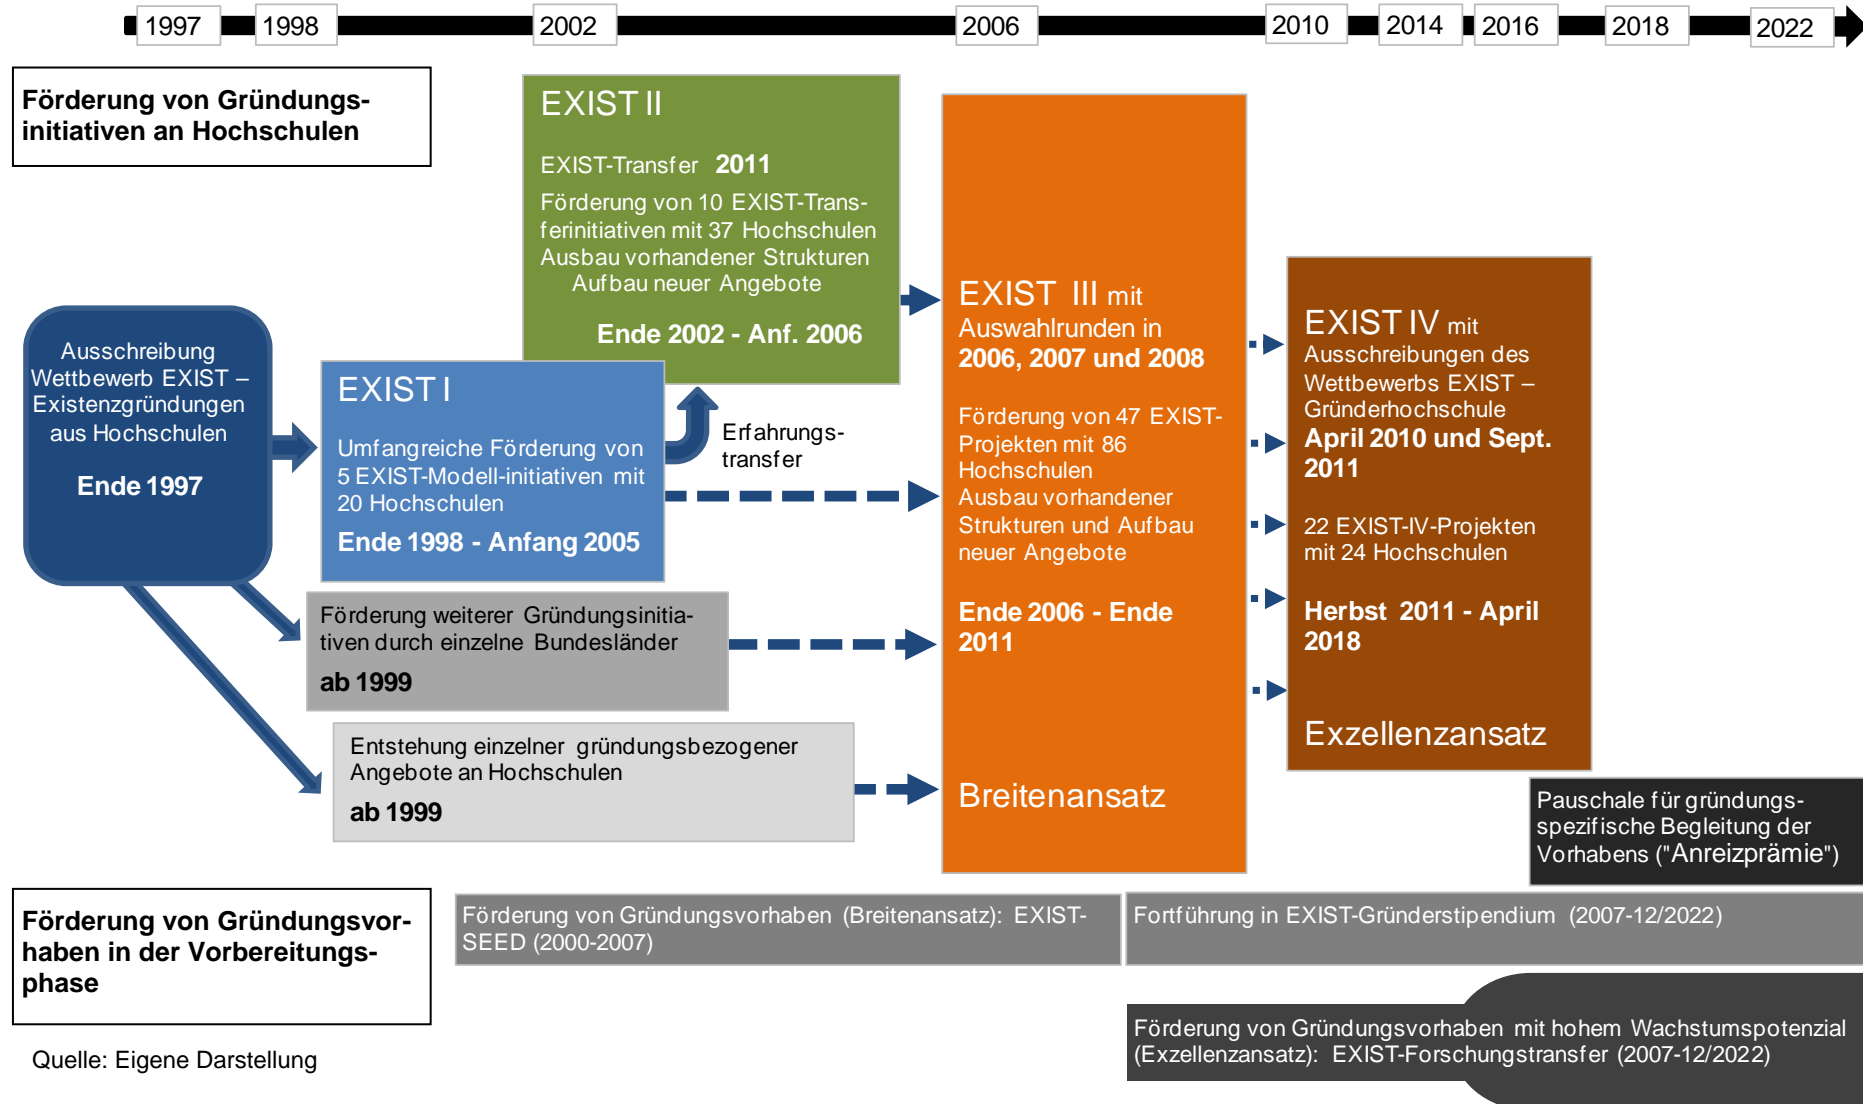 1997 1998 2002 2006 2010 2014 2016 2018 2022
Förderung von Gründungs-
initiativen an Hochschulen
EXIST II
EXIST-Transfer 2011
Förderung von 10 EXIST-Trans-
ferinitiativen mit 37 Hochschulen
Ausbau vorhandener Strukturen
Aufbau neuer Angebote
Ende 2002 - Anf. 2006
Ausschreibung
Wettbewerb EXIST –
Existenzgründungen
aus Hochschulen
Ende 1997
EXIST I
Umfangreiche Förderung von
5 EXIST-Modell-initiativen mit
20 Hochschulen
Ende 1998 - Anfang 2005
Erfahrungs-
transfer
Förderung weiterer Gründungsinitia-
tiven durch einzelne Bundesländer
ab 1999
Entstehung einzelner gründungsbezogener
Angebote an Hochschulen
ab 1999
EXIST III mit
Auswahlrunden in
2006, 2007 und 2008
Förderung von 47 EXIST-
Projekten mit 86
Hochschulen
Ausbau vorhandener
Strukturen und Aufbau
neuer Angebote
Ende 2006 - Ende
2011
Breitenansatz
EXIST IV mit
Ausschreibungen des
Wettbewerbs EXIST –
Gründerhochschule
April 2010 und Sept.
2011
22 EXIST-IV-Projekten
mit 24 Hochschulen
Herbst 2011 - April
2018
Exzellenzansatz
Pauschale für gründungs-
spezifische Begleitung der
Vorhabens ("Anreizprämie")
Förderung von Gründungsvor-
haben in der Vorbereitungs-
phase
Förderung von Gründungsvorhaben (Breitenansatz): EXIST-
SEED (2000-2007)
Fortführung in EXIST-Gründerstipendium (2007-12/2022)
Förderung von Gründungsvorhaben mit hohem Wachstumspotenzial
(Exzellenzansatz): EXIST-Forschungstransfer (2007-12/2022)
Quelle: Eigene Darstellung